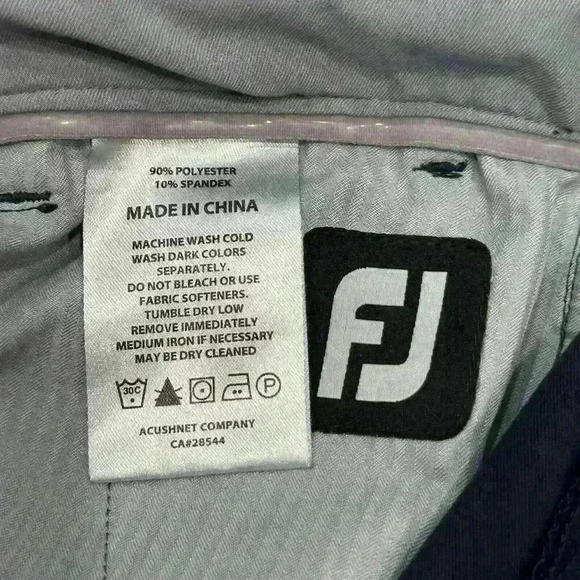 90% POLYESTER
10% SPANDEX
MADE IN CHINA
MACHINE WASH COLD
WASH DARK COLORS
SEPARATELY.
DO NOT BLEACH OR USE
FABRIC SOFTENERS.
TUMBLE DRY LOW
REMOVE IMMEDIATELY
MEDIUM IRON IF NECESSARY
MAY BE DRY CLEANED
30C P
ACUSHNET COMPANY
CA#28544
FJ